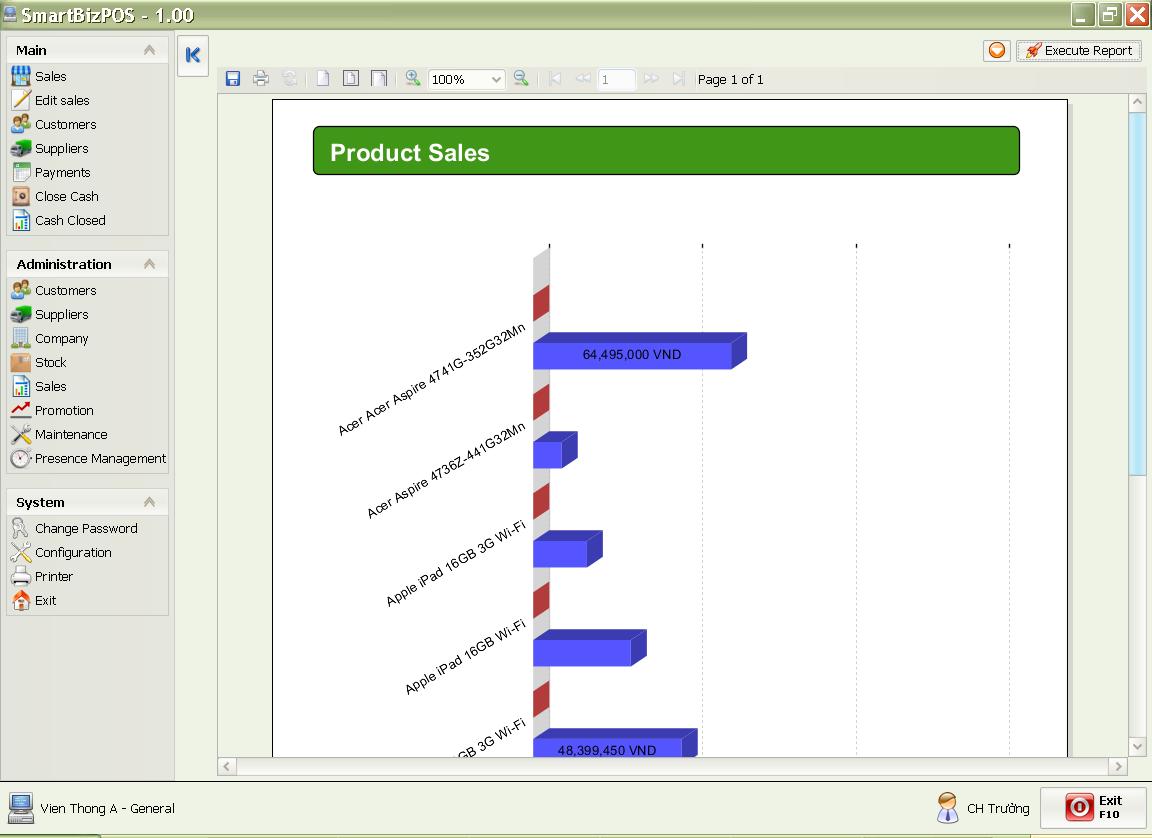 SmartBizPOS - 1.00
Main
Sales
Edit sales
Customers
Suppliers
Payments
Close Cash
Cash Closed
Administration
Customers
Suppliers
Company
Stock
Sales
Promotion
Maintenance
Presence Management
System
Change Password
Configuration
Printer
Exit
Execute Report
100%
1
Page 1 of 1
Product Sales
Acer Acer Aspire 4741G-352G32Mn
64,495,000 VND
Acer Aspire 4736Z-441G32Mn
Apple iPad 16GB 3G Wi-Fi
Apple iPad 16GB Wi-Fi
GB 3G Wi-Fi
48,399,450 VND
Vien Thong A - General
CH Trưởng
Exit
F10